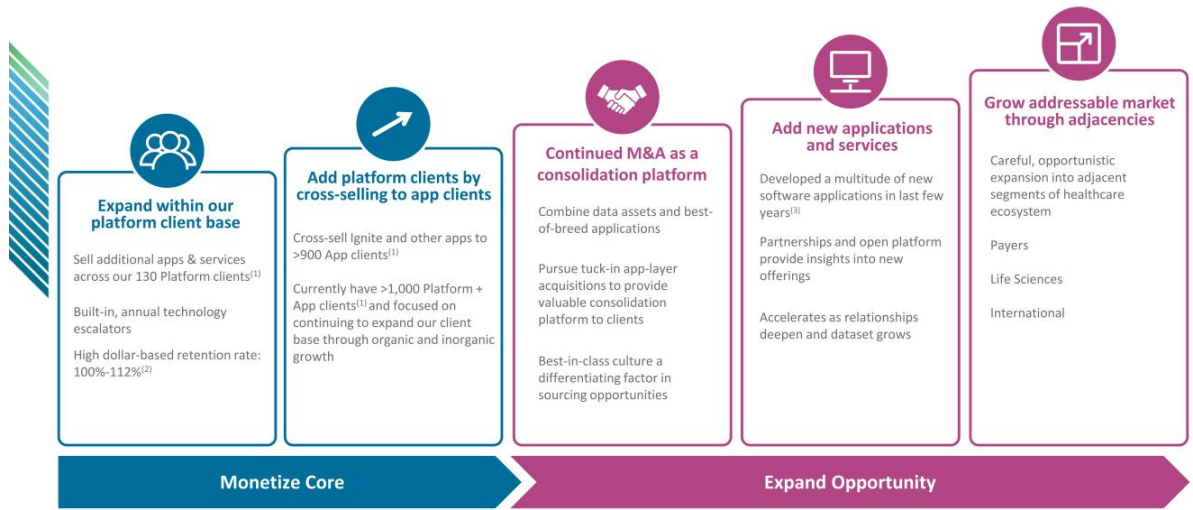 Expand within our
platform client base
Sell additional apps & services
across our 130 Platform clients(1)
Built-in, annual technology
escalators
High dollar-based retention rate:
100%-112%(2)
Add platform clients by
cross-selling to app clients
Cross-sell Ignite and other apps to
>900 App clients(1)
Currently have >1,000 Platform +
App clients(1) and focused on
continuing to expand our client
base through organic and inorganic
growth
Continued M&A as a
consolidation platform
Combine data assets and best-
of-breed applications
Pursue tuck-in app-layer
acquisitions to provide
valuable consolidation
platform to clients
Best-in-class culture a
differentiating factor in
sourcing opportunities
Add new applications
and services
Developed a multitude of new
software applications in last few
years(3)
Partnerships and open platform
provide insights into new
offerings
Accelerates as relationships
deepen and dataset grows
Grow addressable market
through adjacencies
Careful, opportunistic
expansion into adjacent
segments of healthcare
ecosystem
Payers
Life Sciences
International
Monetize Core
Expand Opportunity